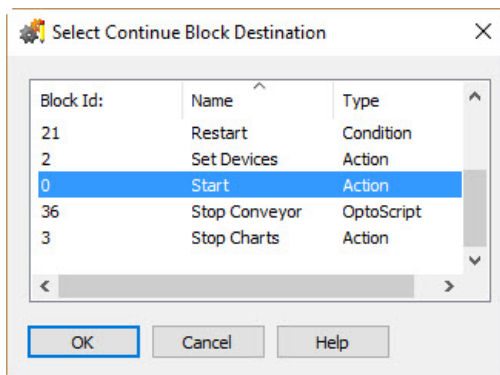 Select Continue Block Destination
Block Id: Name Type
21 Restart Condition
2 Set Devices Action
0 Start Action
36 Stop Conveyor OptoScript
3 Stop Charts Action
OK Cancel Help